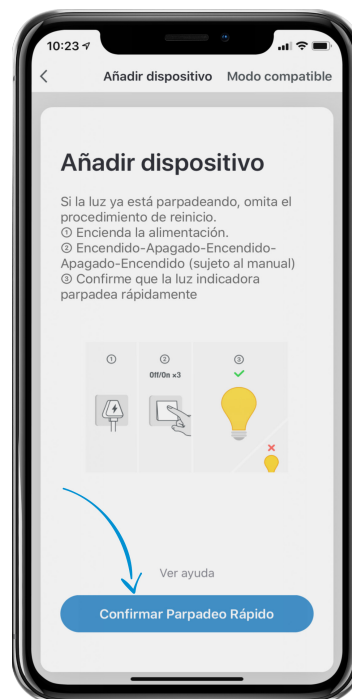 10:23
Añadir dispositivo Modo compatible
Añadir dispositivo
Si la luz ya está parpadeando, omita el
procedimiento de reinicio.
① Encienda la alimentación.
② Encendido-Apagado-Encendido-
Apagado-Encendido (sujeto al manual)
③ Confirme que la luz indicadora
parpadea rápidamente
① ② ③
Off/On ×3
Ver ayuda
Confirmar Parpadeo Rápido